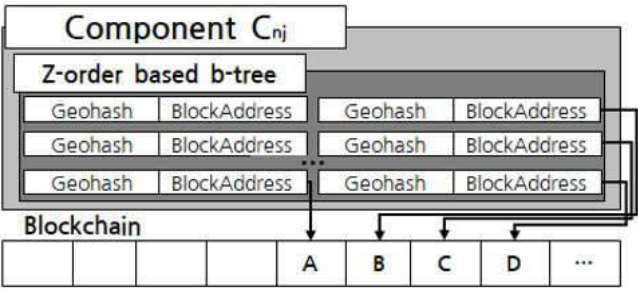 Component Cnj
Z-order based b-tree
Geohash BlockAddress Geohash BlockAddress
Geohash BlockAddress Geohash BlockAddress
...
Geohash BlockAddress Geohash BlockAddress
Blockchain
A B C D ...